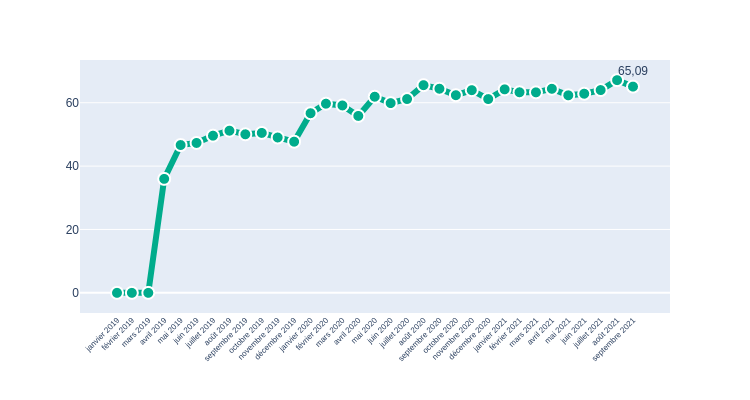 65,09
60
40
20
0
janvier 2019
février 2019
mars 2019
avril 2019
mai 2019
juin 2019
juillet 2019
août 2019
septembre 2019
octobre 2019
novembre 2019
décembre 2019
janvier 2020
février 2020
mars 2020
avril 2020
mai 2020
juin 2020
juillet 2020
août 2020
septembre 2020
octobre 2020
novembre 2020
décembre 2020
janvier 2021
février 2021
mars 2021
avril 2021
mai 2021
juin 2021
juillet 2021
août 2021
septembre 2021